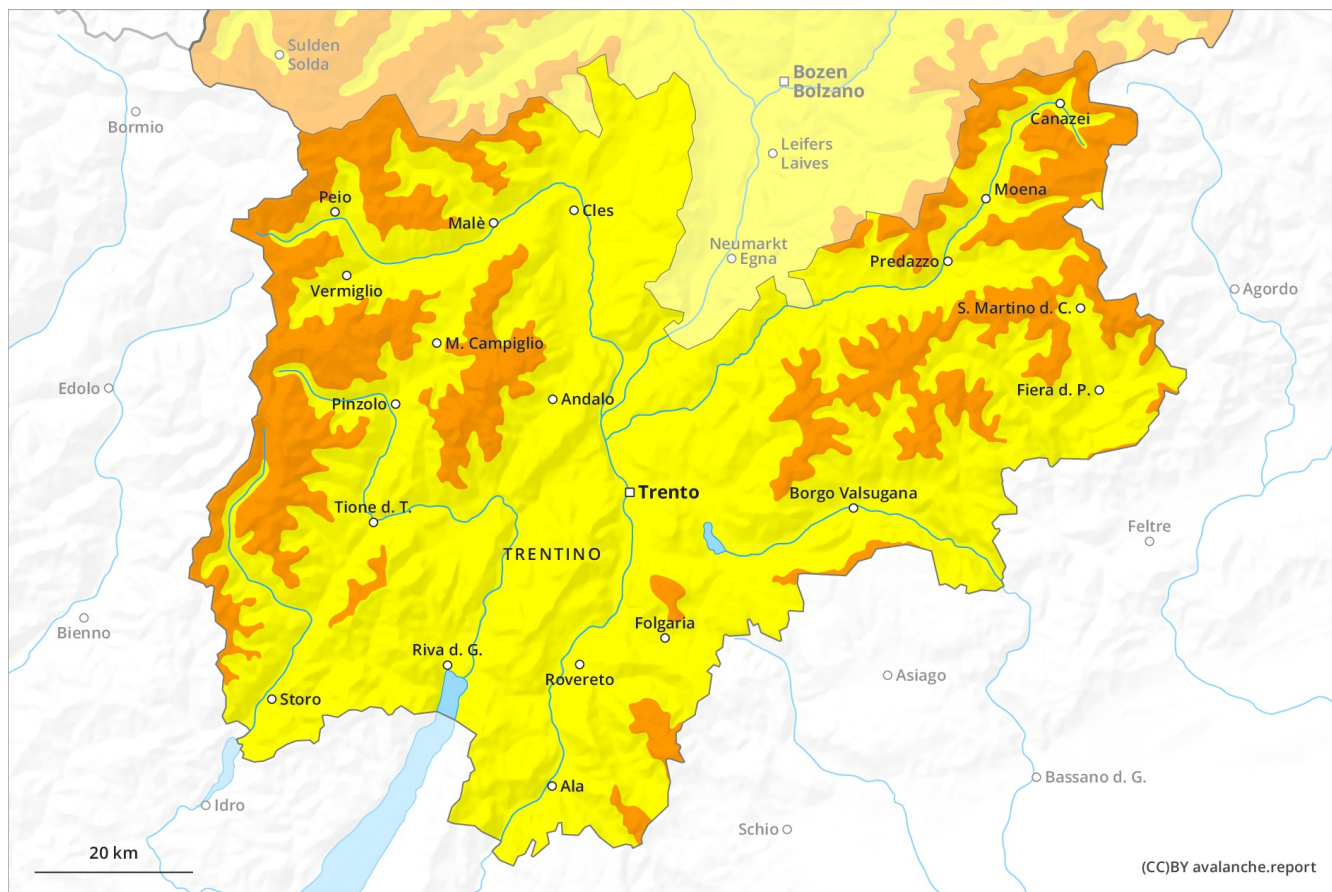 Sulden
Solda
Bozen
Bolzano
Bormio
Canazei
Leifers
Laives
Peio
Moena
Malè
Cles
Neumarkt
Egna
Predazzo
Vermiglio
Agordo
S. Martino d. C.
M. Campiglio
Edolo
Andalo
Fiera d. P.
Pinzolo
Trento
Borgo Valsugana
Tione d. T.
Feltre
TRENTINO
Bienno
Folgaria
Riva d. G.
Asiago
Rovereto
Storo
Bassano d. G.
Ala
Idro
Schio
20 km
(CC)BY avalanche.report